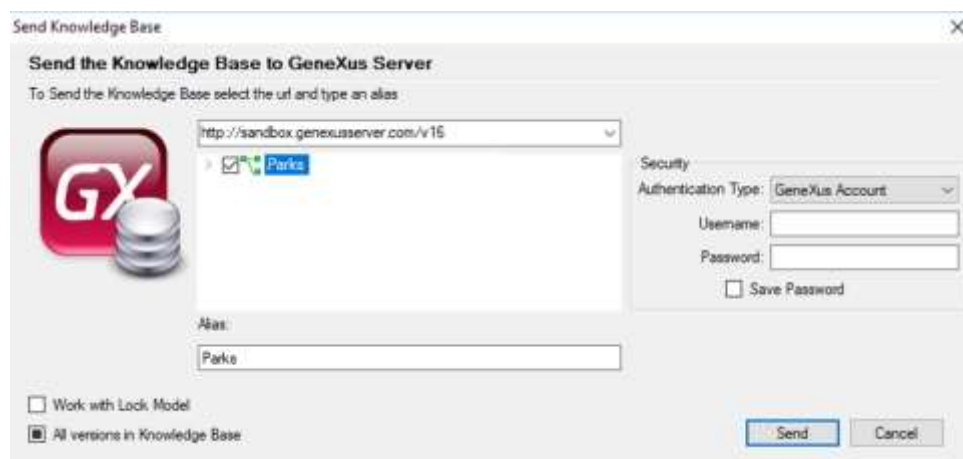 Send Knowledge Base
Send the Knowledge Base to GeneXus Server
To Send the Knowledge Base select the url and type an alias
http://sandbox.genexusserver.com/v16
Parks
GX
Security
Authentication Type: GeneXus Account
Username:
Password:
Save Password
Alias:
Parks
Work with Lock Model
All versions in Knowledge Base
Send
Cancel